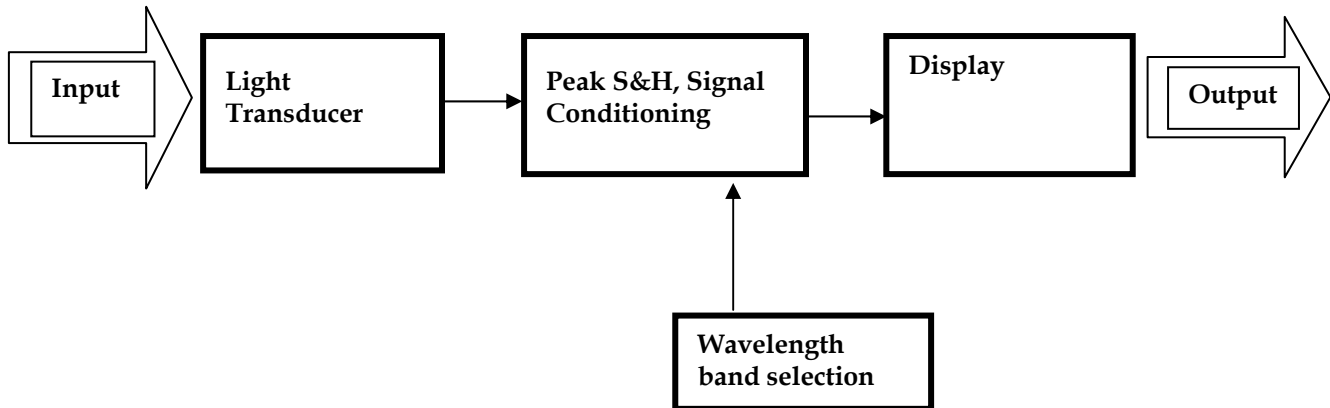 Input
Light
Transducer
Peak S&H, Signal
Conditioning
Display
Output
Wavelength
band selection